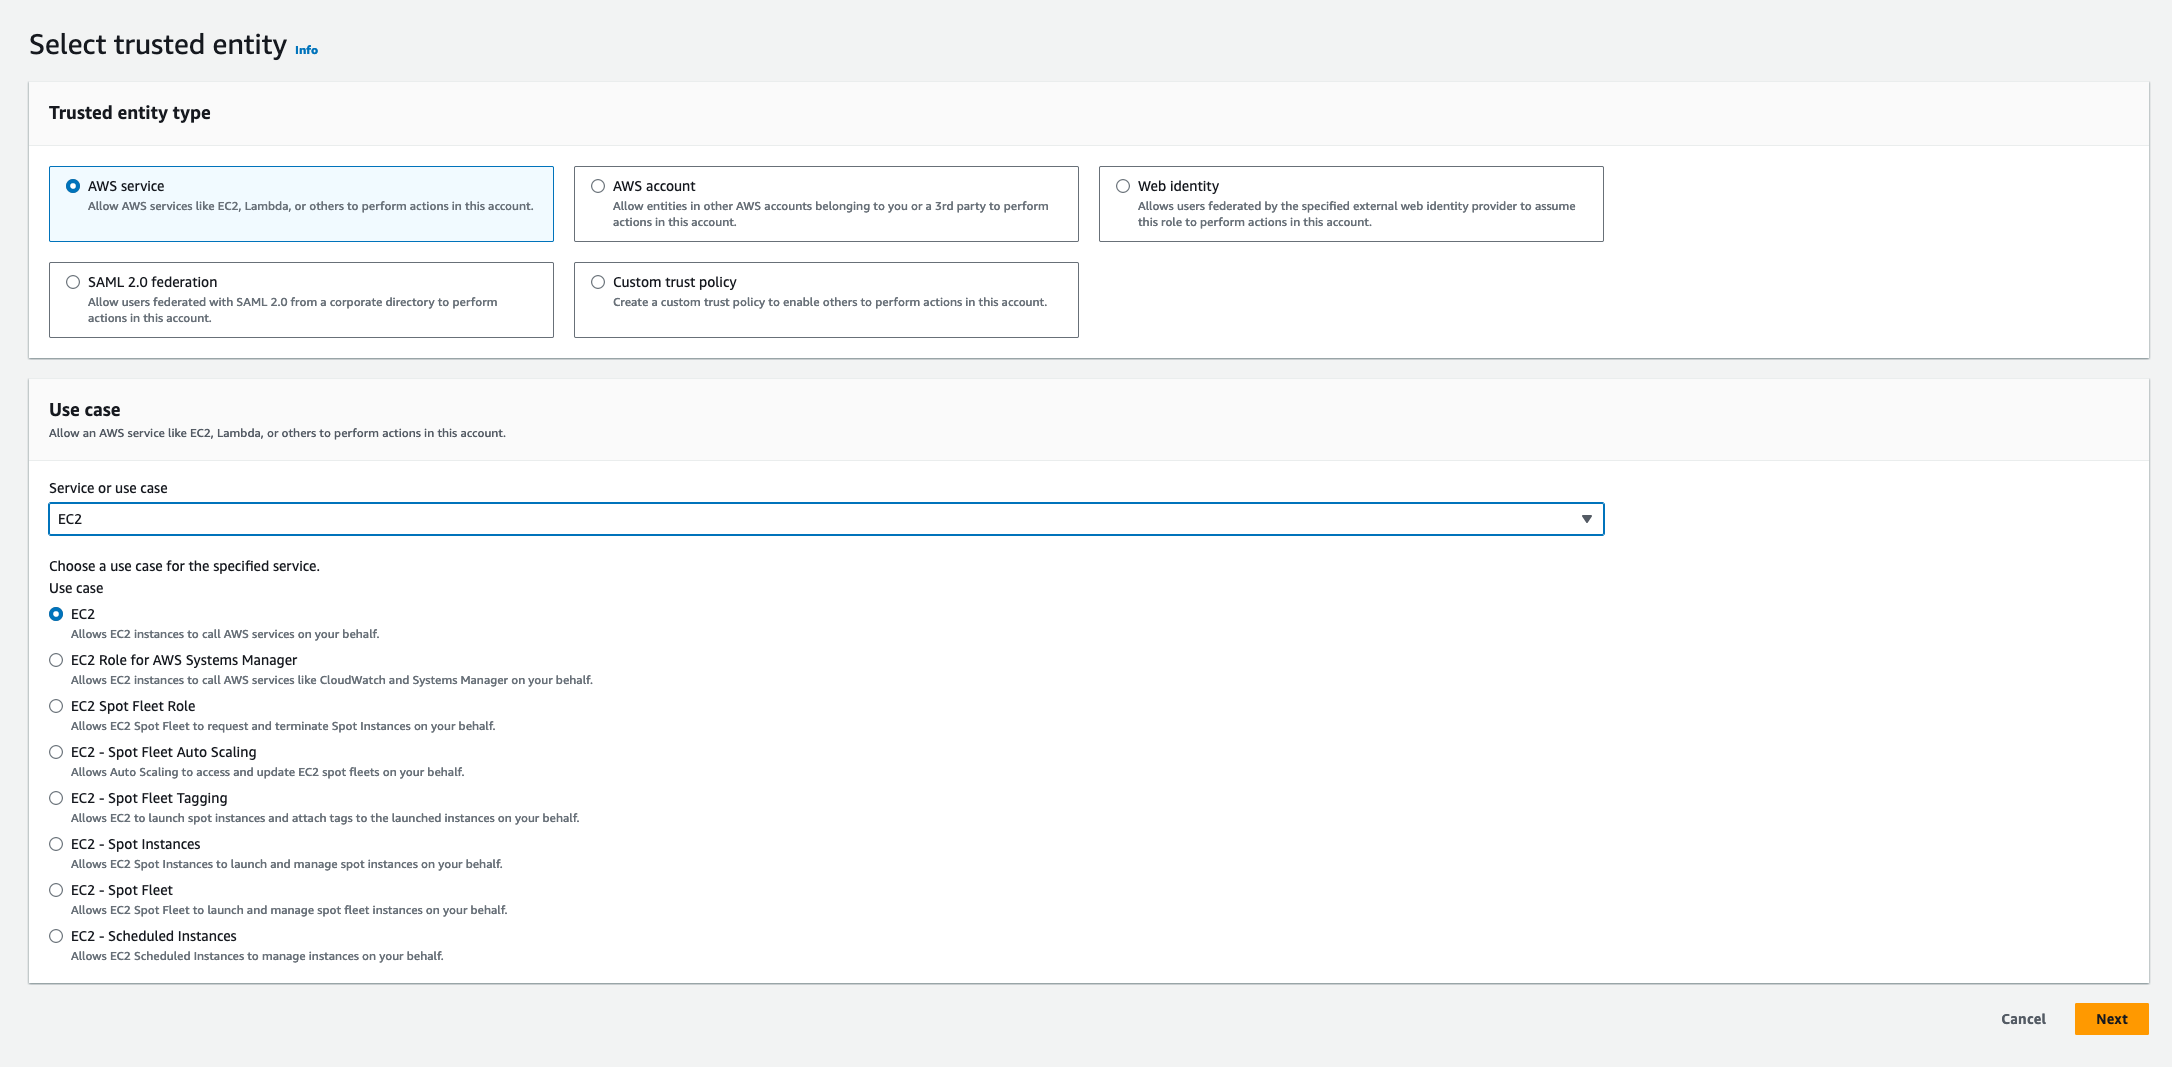 Select trusted entity Info
Trusted entity type
AWS service
Allow AWS services like EC2, Lambda, or others to perform actions in this account.
AWS account
Allow entities in other AWS accounts belonging to you or a 3rd party to perform
actions in this account.
Web identity
Allows users federated by the specified external web identity provider to assume
this role to perform actions in this account.
SAML 2.0 federation
Allow users federated with SAML 2.0 from a corporate directory to perform
actions in this account.
Custom trust policy
Create a custom trust policy to enable others to perform actions in this account.
Use case
Allow an AWS service like EC2, Lambda, or others to perform actions in this account.
Service or use case
EC2
Choose a use case for the specified service.
Use case
EC2
Allows EC2 instances to call AWS services on your behalf.
EC2 Role for AWS Systems Manager
Allows EC2 instances to call AWS services like CloudWatch and Systems Manager on your behalf.
EC2 Spot Fleet Role
Allows EC2 Spot Fleet to request and terminate Spot Instances on your behalf.
EC2 - Spot Fleet Auto Scaling
Allows Auto Scaling to access and update EC2 spot fleets on your behalf.
EC2 - Spot Fleet Tagging
Allows EC2 to launch spot instances and attach tags to the launched instances on your behalf.
EC2 - Spot Instances
Allows EC2 Spot Instances to launch and manage spot instances on your behalf.
EC2 - Spot Fleet
Allows EC2 Spot Fleet to launch and manage spot fleet instances on your behalf.
EC2 - Scheduled Instances
Allows EC2 Scheduled Instances to manage instances on your behalf.
Cancel
Next